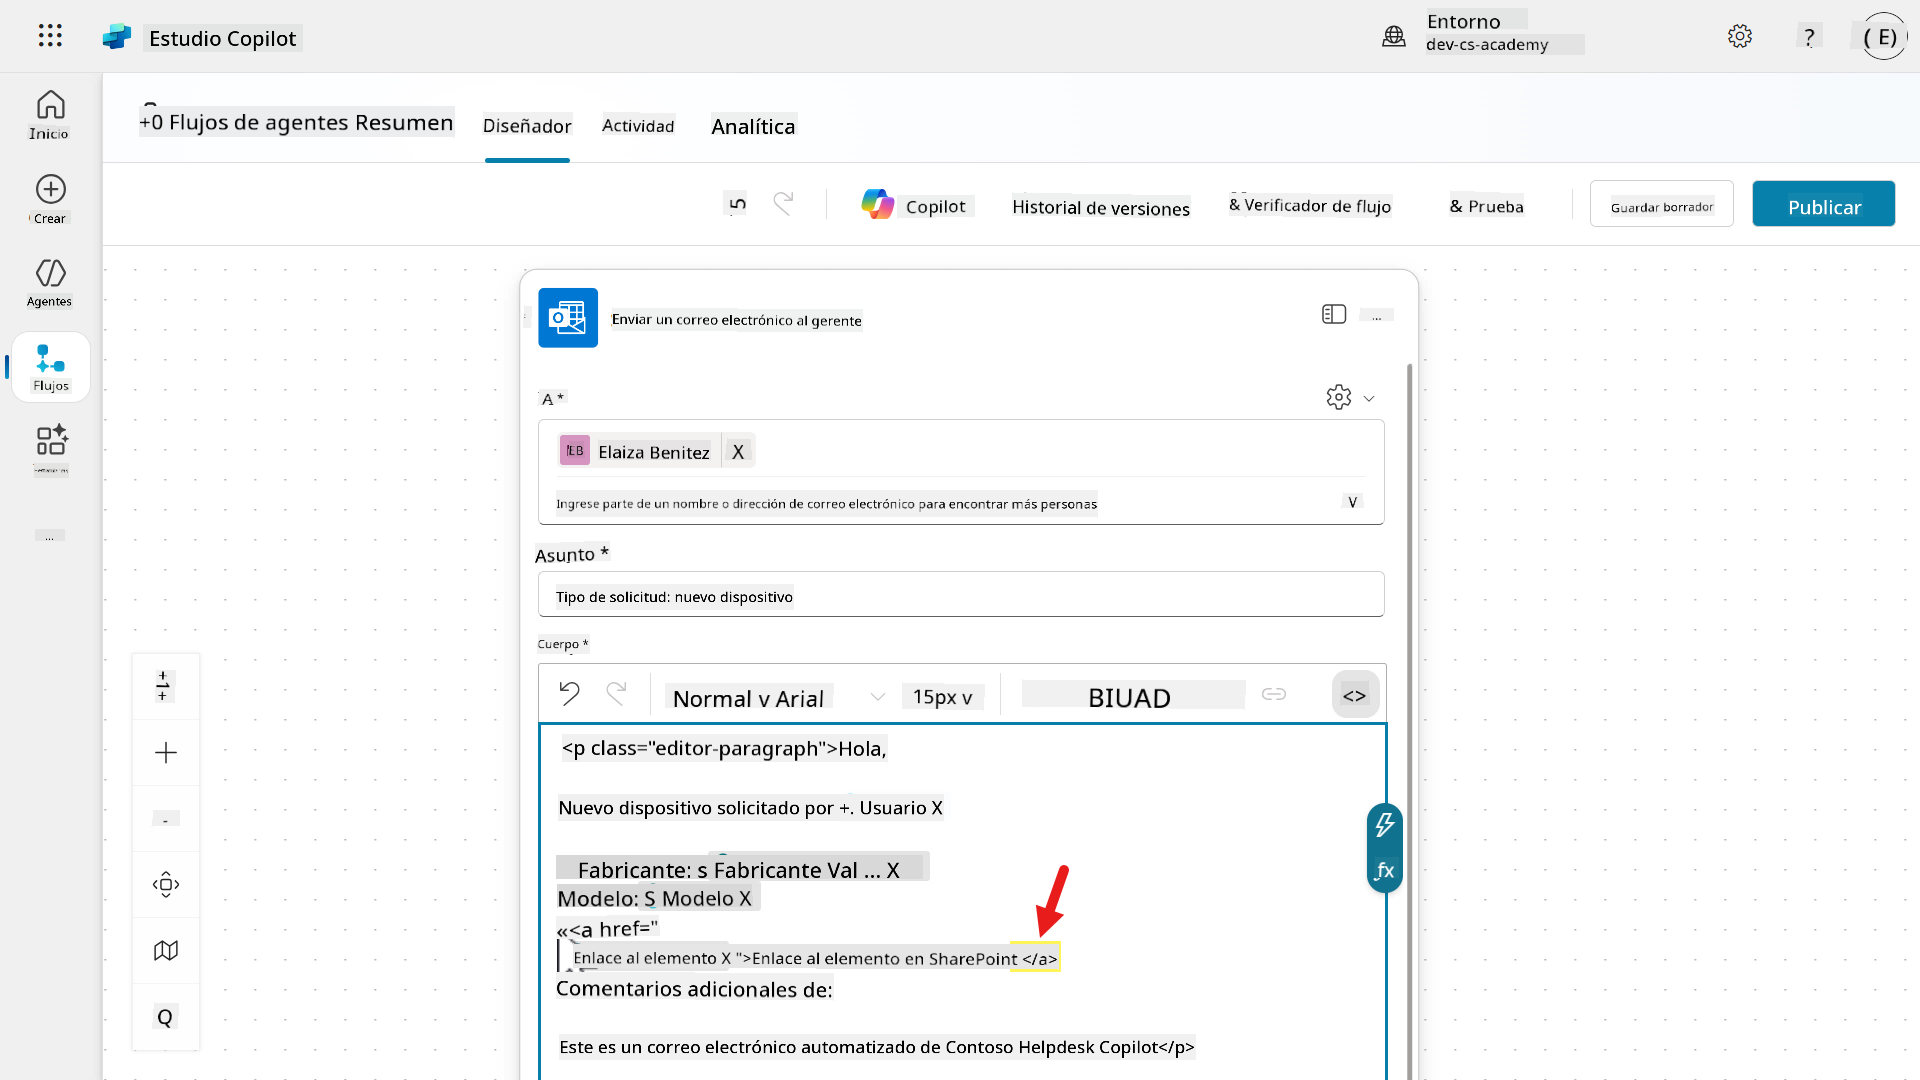 Estudio Copilot
Entorno
dev-cs-academy
?
( E)
Inicio
Crear
Agentes
Flujos
...
+0 Flujos de agentes Resumen
Diseñador
Actividad
Analítica
Copilot
Historial de versiones
& Verificador de flujo
& Prueba
Guardar borrador
Publicar
Enviar un correo electrónico al gerente
...
A *
EB
Elaiza Benitez
X
Ingrese parte de un nombre o dirección de correo electrónico para encontrar más personas
V
Asunto *
Tipo de solicitud: nuevo dispositivo
Cuerpo *
Normal v Arial
15px v
BIUAD
<>
<p class="editor-paragraph">Hola,
Nuevo dispositivo solicitado por +. Usuario X
Fabricante: s Fabricante Val ... X
Modelo: S Modelo X
«<a href="
Enlace al elemento X ">Enlace al elemento en SharePoint </a>
Comentarios adicionales de:
Este es un correo electrónico automatizado de Contoso Helpdesk Copilot</p>
fx
Q